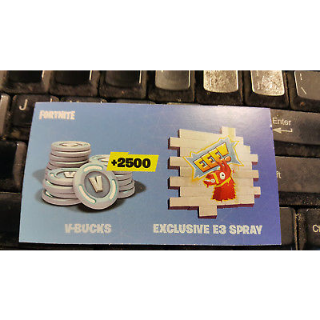 FORTNITE
+2500
EEE!
V-BUCKS
EXCLUSIVE E3 SPRAY
J
Enter